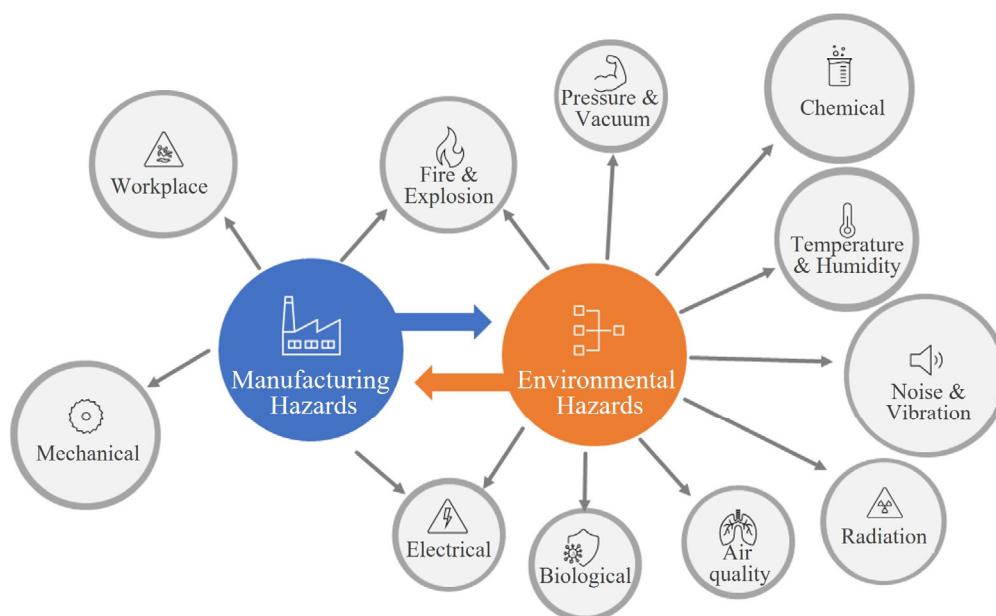 Pressure &
Vacuum
Chemical
Workplace
Fire &
Explosion
Temperature
& Humidity
Manufacturing
Hazards
Environmental
Hazards
Noise &
Vibration
Mechanical
Electrical
Biological
Air
quality
Radiation